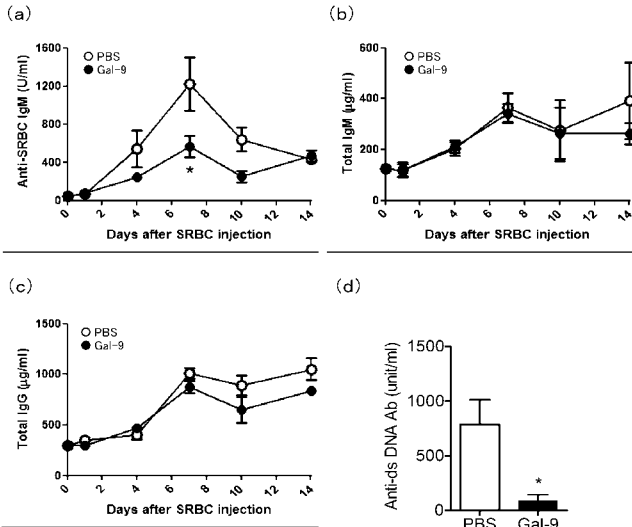 (a)
1600
1200
800
400
0
Anti-SRBC IgM (U/ml)
PBS
Gal-9
*
0 2 4 6 8 10 12 14
Days after SRBC injection
(b)
600
400
200
0
Total IgM (μg/ml)
PBS
Gal-9
0 2 4 6 8 10 12 14
Days after SRBC injection
(c)
1500
1000
500
0
Total IgG (μg/ml)
PBS
Gal-9
0 2 4 6 8 10 12 14
Days after SRBC injection
(d)
1500
1000
500
0
Anti-ds DNA Ab (unit/ml)
*
PBS Gal-9